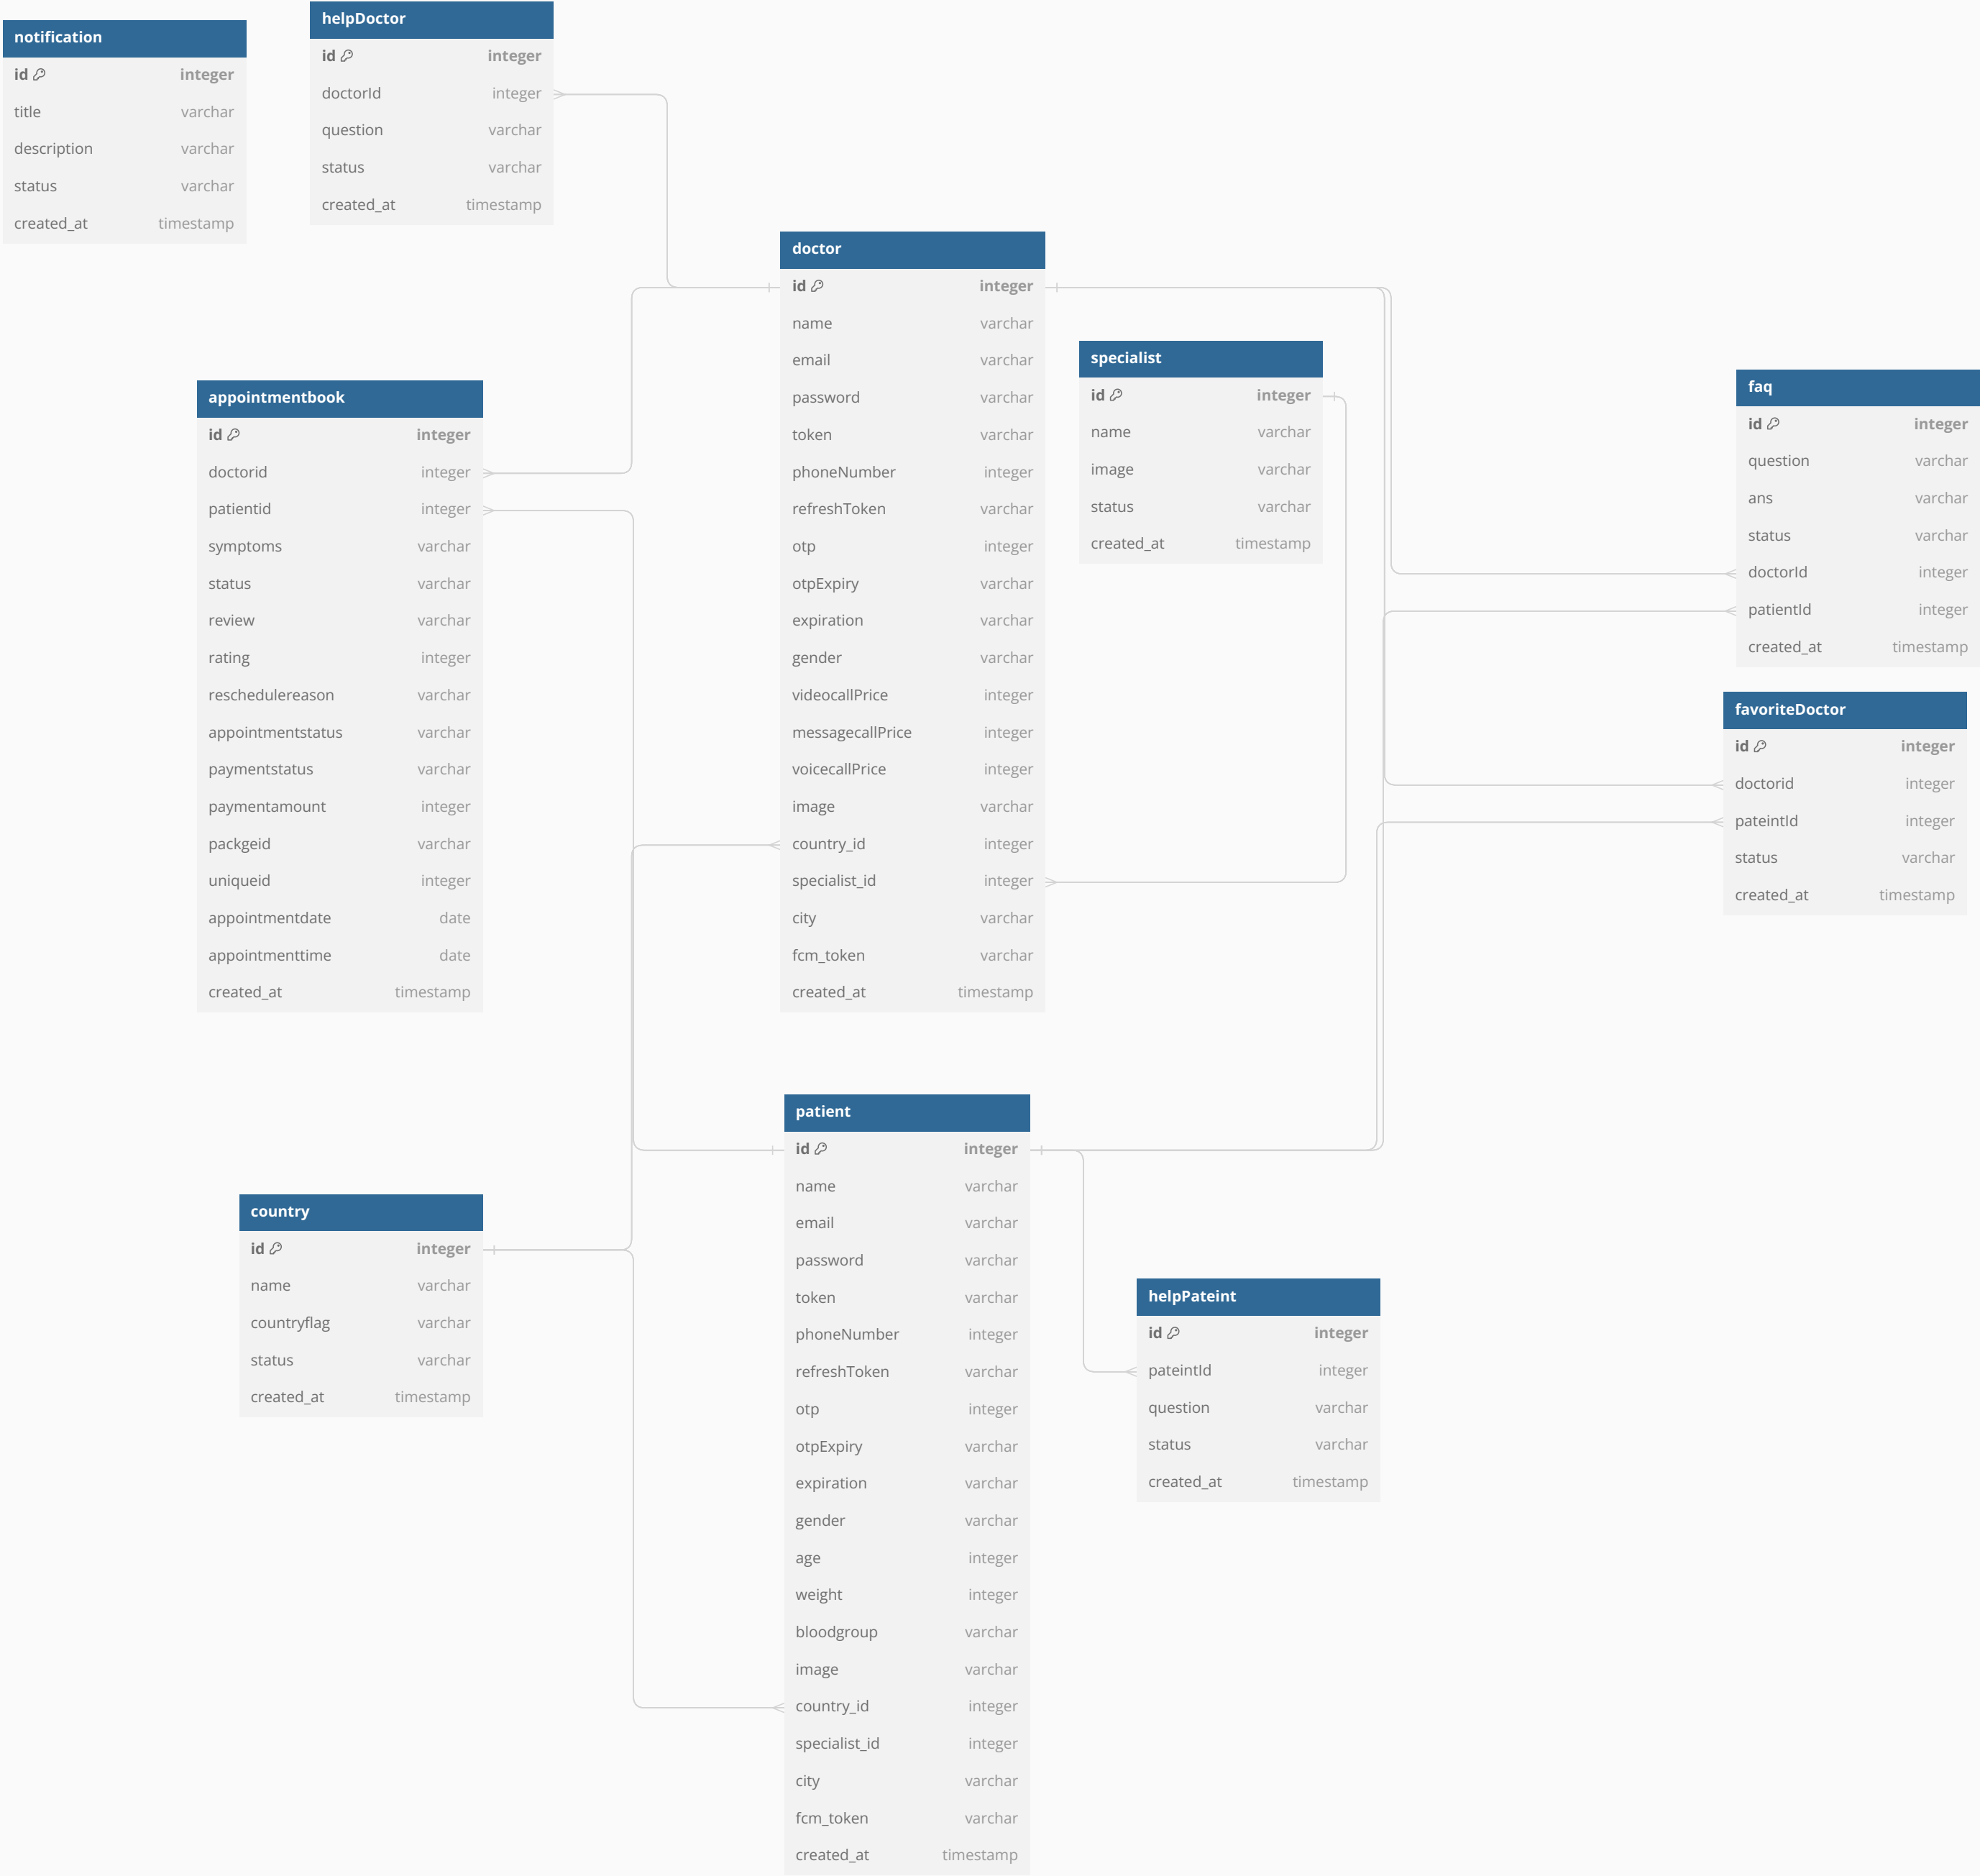 notification
id integer
title varchar
description varchar
status varchar
created_at timestamp
helpDoctor
id integer
doctorId integer
question varchar
status varchar
created_at timestamp
doctor
id integer
name varchar
email varchar
password varchar
token varchar
phoneNumber integer
refreshToken varchar
otp integer
otpExpiry varchar
expiration varchar
gender varchar
videocallPrice integer
messagecallPrice integer
voicecallPrice integer
image varchar
country_id integer
specialist_id integer
city varchar
fcm_token varchar
created_at timestamp
specialist
id integer
name varchar
image varchar
status varchar
created_at timestamp
faq
id integer
question varchar
ans varchar
status varchar
doctorId integer
patientId integer
created_at timestamp
appointmentbook
id integer
doctorid integer
patientid integer
symptoms varchar
status varchar
review varchar
rating integer
reschedulereason varchar
appointmentstatus varchar
paymentstatus varchar
paymentamount integer
packgeid varchar
uniqueid integer
appointmentdate date
appointmenttime date
created_at timestamp
favoriteDoctor
id integer
doctorid integer
pateintId integer
status varchar
created_at timestamp
patient
id integer
name varchar
email varchar
password varchar
token varchar
phoneNumber integer
refreshToken varchar
otp integer
otpExpiry varchar
expiration varchar
gender varchar
age integer
weight integer
bloodgroup varchar
image varchar
country_id integer
specialist_id integer
city varchar
fcm_token varchar
created_at timestamp
country
id integer
name varchar
countryflag varchar
status varchar
created_at timestamp
helpPateint
id integer
pateintId integer
question varchar
status varchar
created_at timestamp